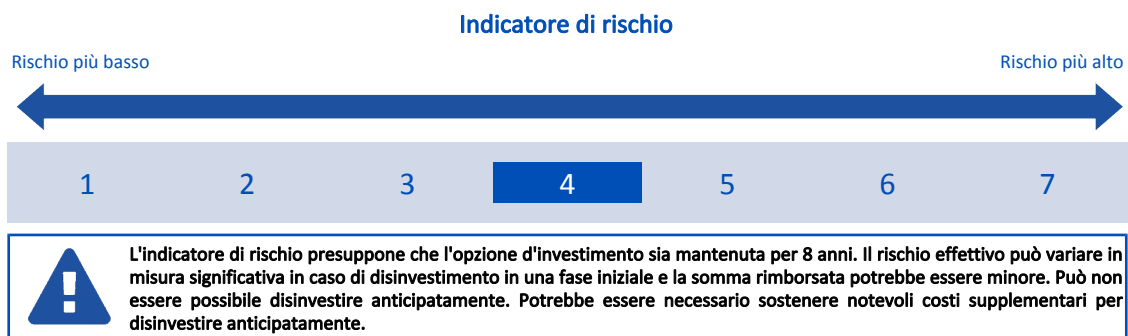 Indicatore di rischio
Rischio più basso
Rischio più alto
1 2 3 4 5 6 7
L'indicatore di rischio presuppone che l'opzione d'investimento sia mantenuta per 8 anni. Il rischio effettivo può variare in
misura significativa in caso di disinvestimento in una fase iniziale e la somma rimborsata potrebbe essere minore. Può non
essere possibile disinvestire anticipatamente. Potrebbe essere necessario sostenere notevoli costi supplementari per
disinvestire anticipatamente.